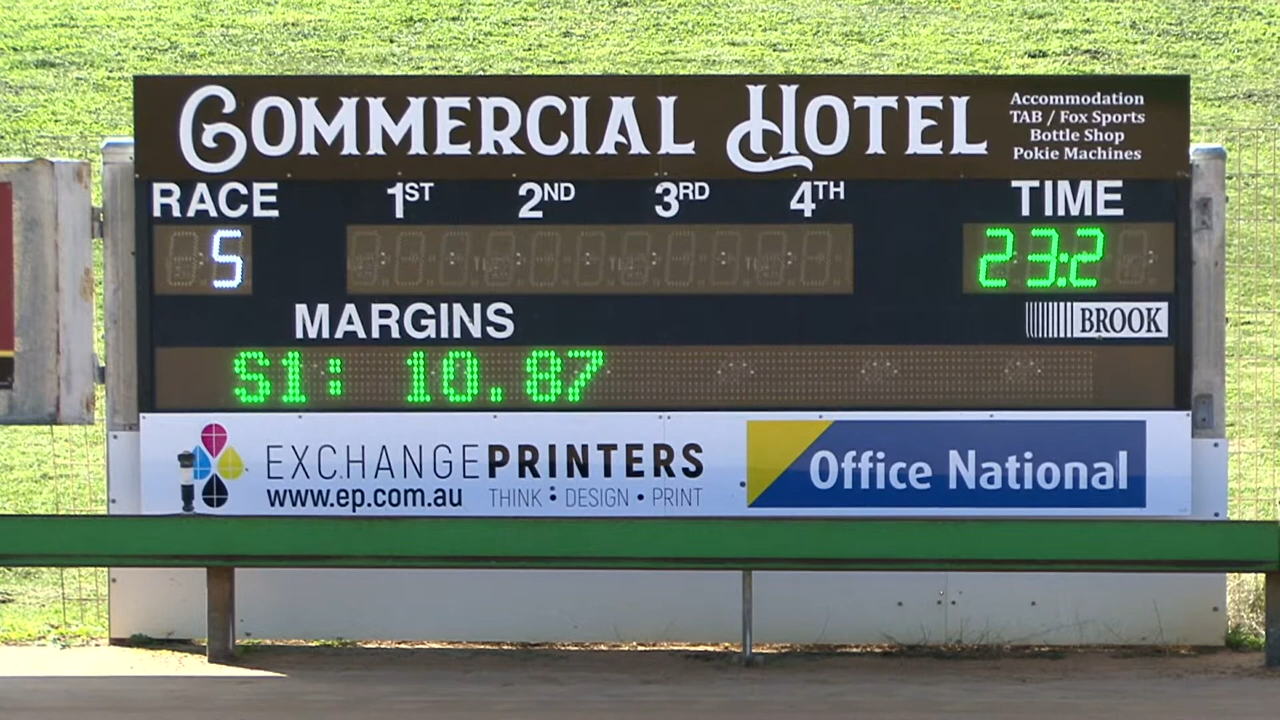 COMMERCIAL HOTEL
Accommodation
TAB / Fox Sports
Bottle Shop
Pokie Machines
RACE 1ST 2ND 3RD 4TH TIME
5 23:2
MARGINS
BROOK
S1: 10.87
EXCHANGEPRINTERS
www.ep.com.au THINK : DESIGN • PRINT
Office National